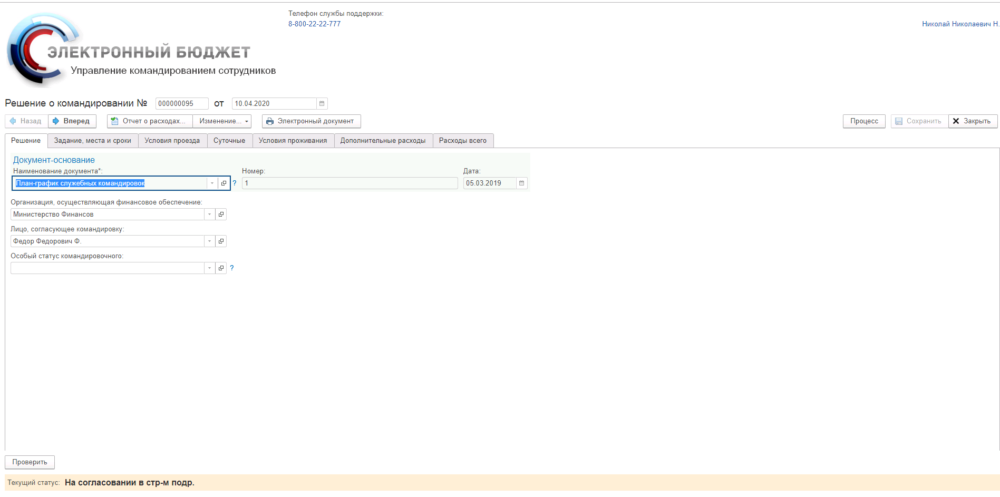 Телефон службы поддержки:
8-800-22-22-777
Николай Николаевич Н.
ЭЛЕКТРОННЫЙ БЮДЖЕТ
Управление командированием сотрудников
Решение о командировании № 000000095 от 10.04.2020
Назад Вперед Отчет о расходах... Изменение... Электронный документ Процесс Сохранить Закрыть
Решение Задание, места и сроки Условия проезда Суточные Условия проживания Дополнительные расходы Расходы всего
Документ-основание
Наименование документа*: Номер: Дата:
План-график служебных командировок ? 1 05.03.2019
Организация, осуществляющая финансовое обеспечение:
Министерство Финансов
Лицо, согласующее командировку:
Федор Федорович Ф.
Особый статус командировочного:
?
Проверить
Текущий статус: На согласовании в стр-м подр.